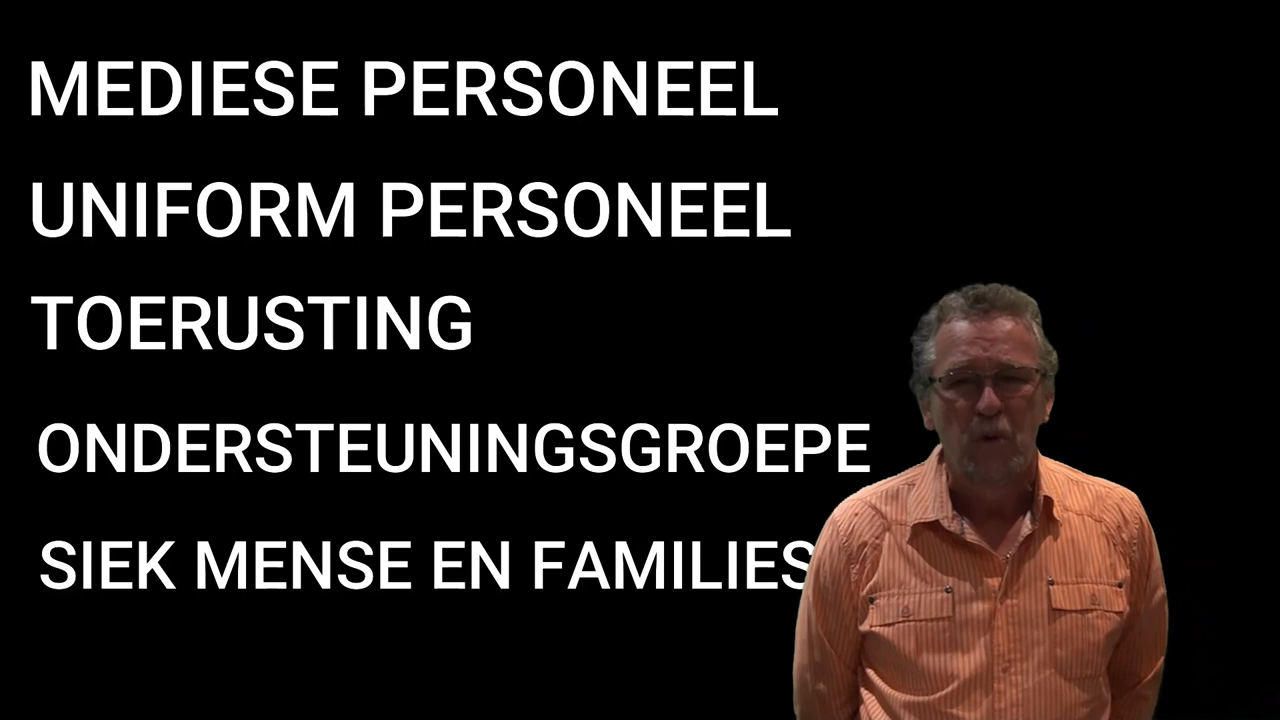 MEDIESE PERSONEEL
UNIFORM PERSONEEL
TOERUSTING
ONDERSTEUNINGSGROEPE
SIEK MENSE EN FAMILIES